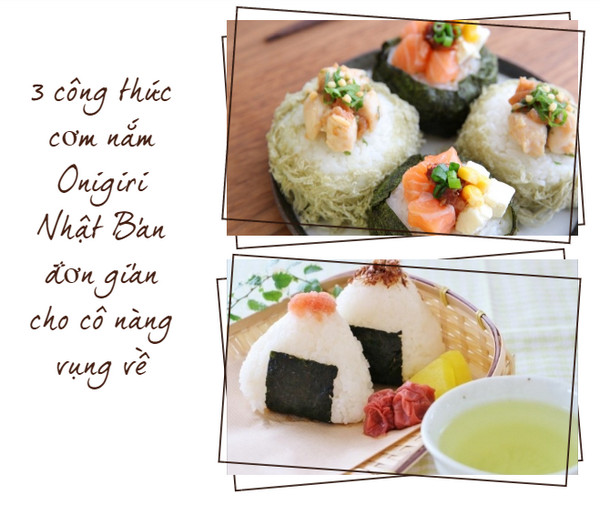 3 công thức
cơm nắm
Onigiri
Nhật Bản
đơn giản
cho cô nàng
vụng về